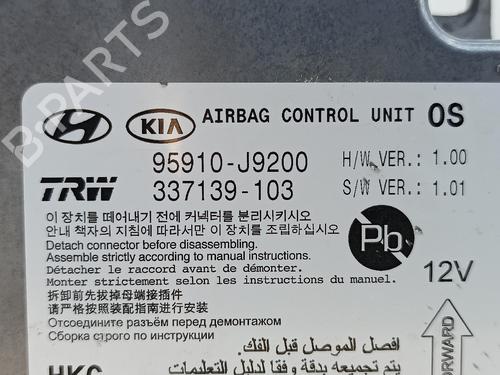 B-PARTS
KIA AIRBAG CONTROL UNIT OS
95910-J9200 H/W VER.: 1.00
TRW 337139-103 S/W VER.: 1.01
이 장치를 떼어내기 전에 커넥터를 분리시키시오
안내 책자의 지침에 따라서만 이 장치를 조립하십시오
Detach connector before disassembling.
Assemble strictly according to manual instructions.
Détacher le raccord avant de démonter.
Monter strictement selon les instructions du manuel.
Pb
12V
拆卸前先拔掉母端接插件
请严格按照装配指南进行安装
Отсоедините разъём перед демонтажом
Сборка строго по инструкции
FORWARD
افصل الموصل قبل الفك.
يتم تجميعه بدقة وفقا لدليل التعليمات
HKC